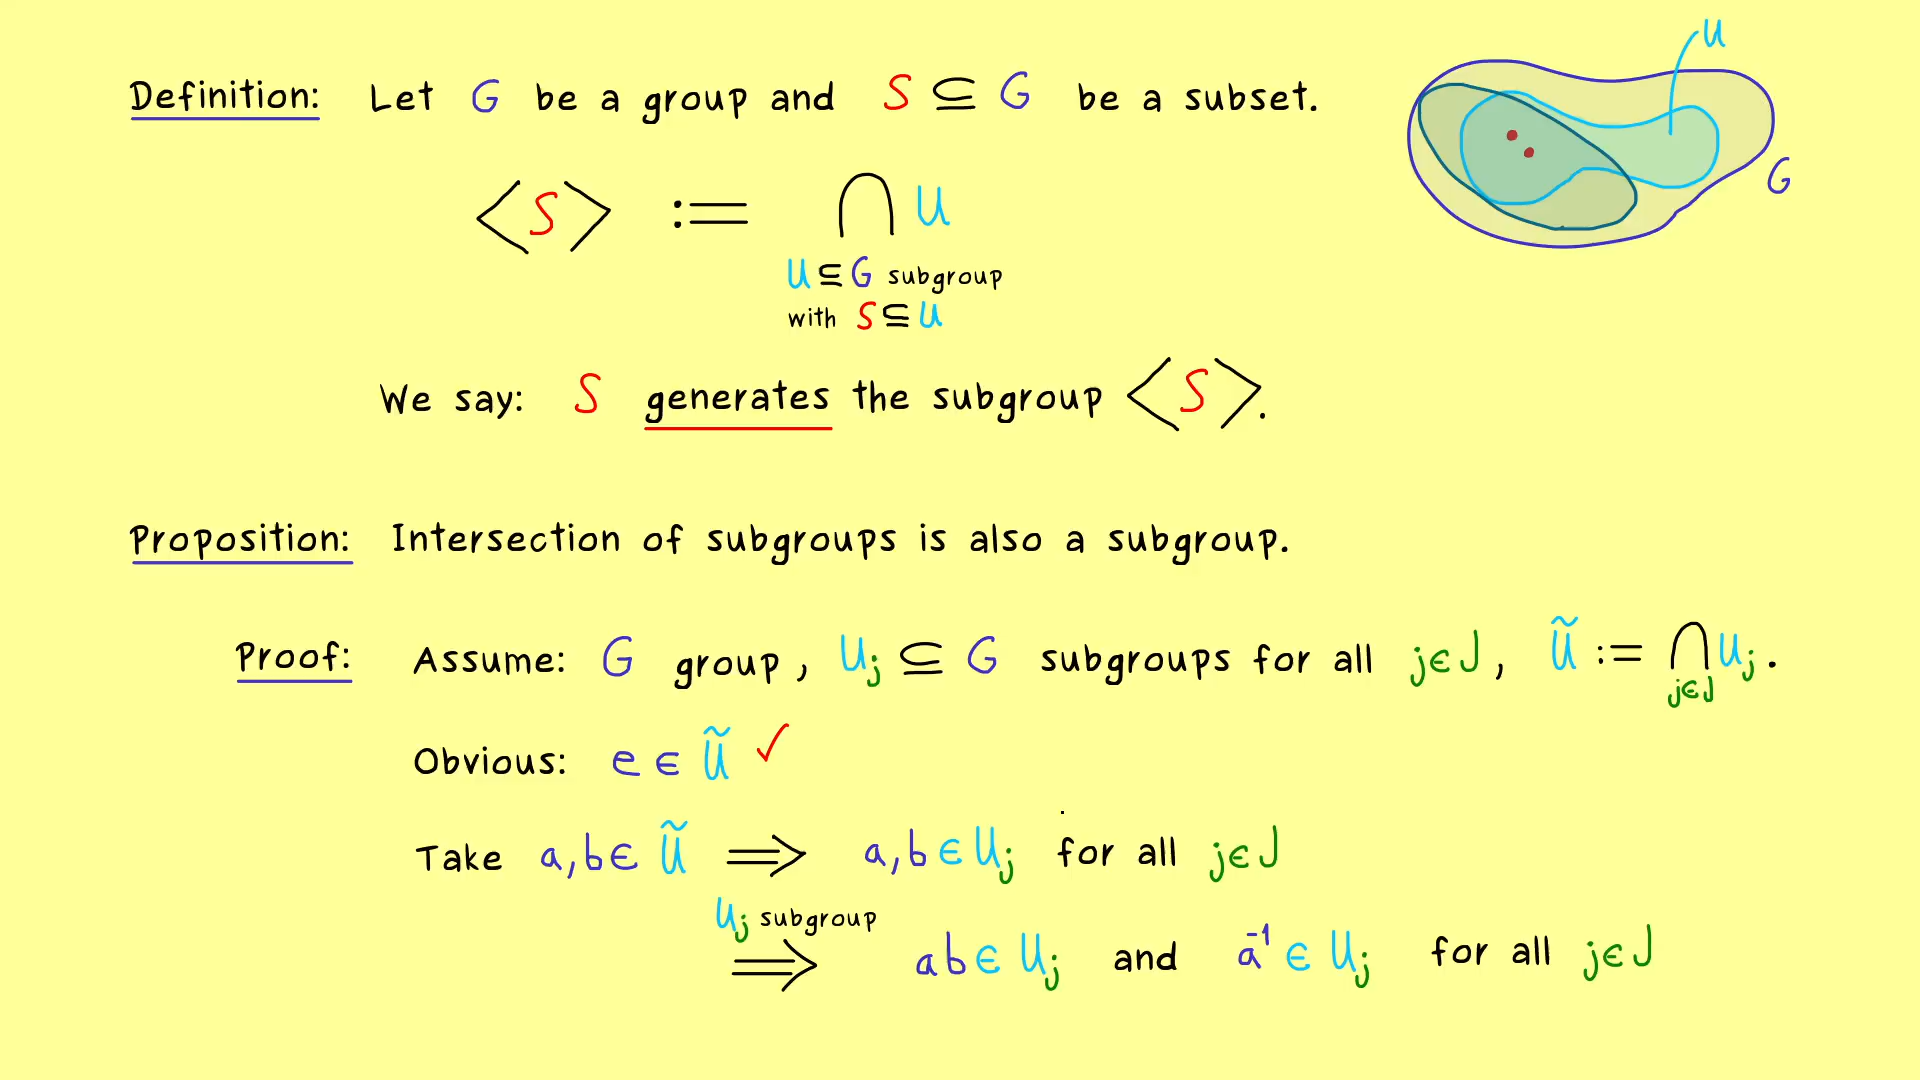 Definition: Let G be a group and S ⊆ G be a subset.
U
G
⟨S⟩ := ⋂ U
U ⊆ G subgroup
with S ⊆ U
We say: S generates the subgroup ⟨S⟩.
Proposition: Intersection of subgroups is also a subgroup.
Proof: Assume: G group, Uⱼ ⊆ G subgroups for all j∈J, Ũ := ⋂ Uⱼ.
j∈J
Obvious: e ∈ Ũ ✓
Take a,b ∈ Ũ ⟹ a,b ∈ Uⱼ for all j∈J
Uⱼ subgroup
⟹ ab ∈ Uⱼ and a⁻¹ ∈ Uⱼ for all j∈J